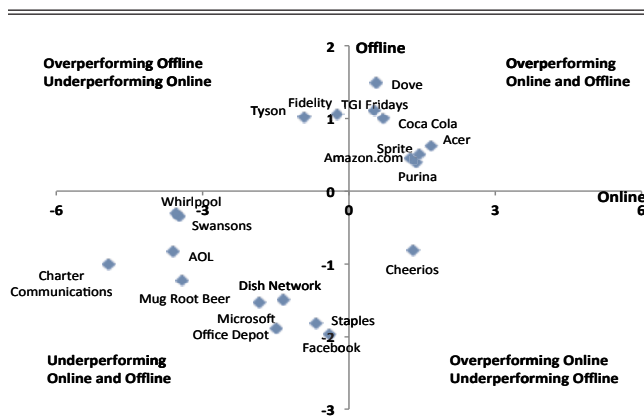 2
Offline
Overperforming Offline
Underperforming Online
Overperforming
Online and Offline
Dove
Fidelity
TGI Fridays
Tyson
1
Coca Cola
Acer
Sprite
Amazon.com
Purina
0
Online
-6
-3
0
3
6
Whirlpool
Swansons
AOL
-1
Cheerios
Charter
Communications
Mug Root Beer
Dish Network
Microsoft
Staples
Office Depot
-2
Facebook
Underperforming
Online and Offline
Overperforming Online
Underperforming Offline
-3